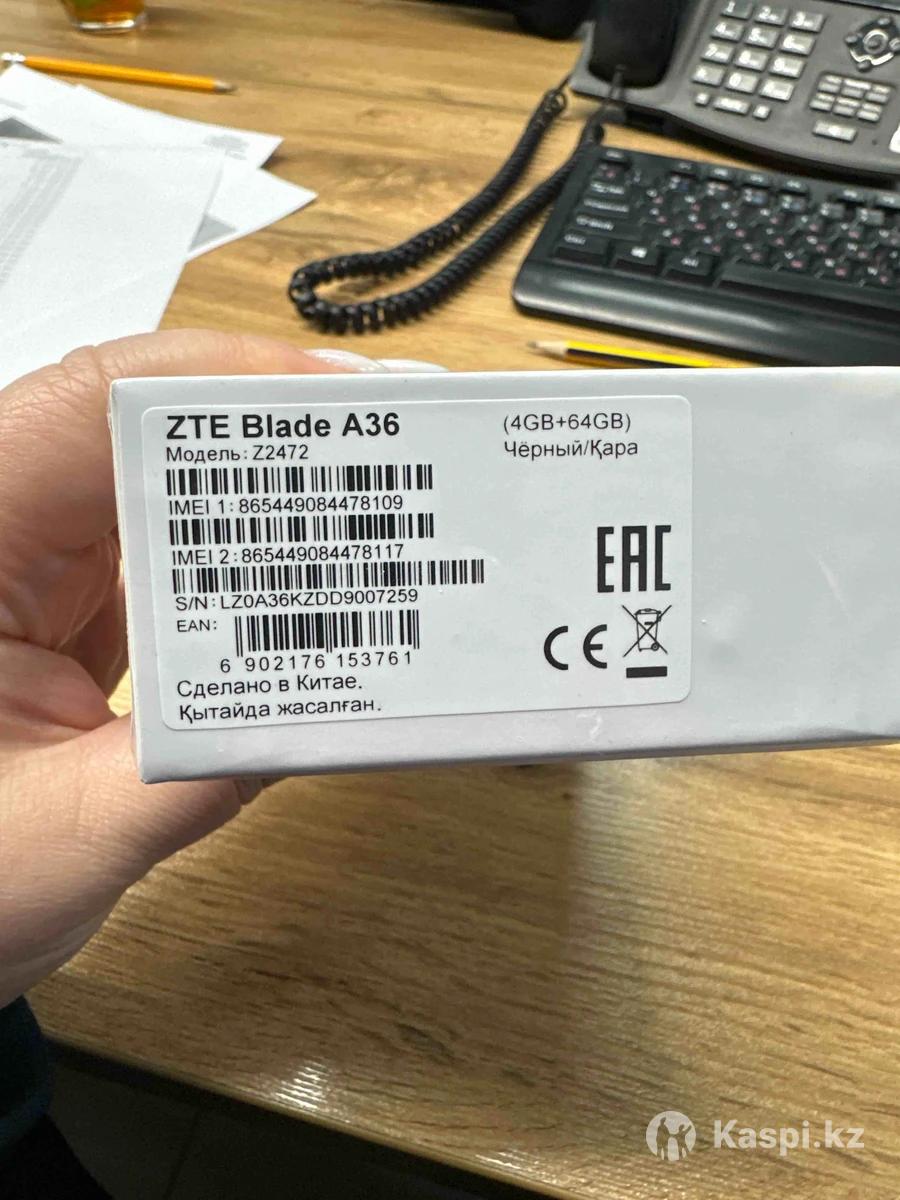 ZTE Blade A36
(4GB+64GB)
Модель: Z2472
Чёрный/Қара
IMEI 1: 865449084478109
IMEI 2: 865449084478117
S/N: LZ0A36KZDD9007259
EAN:
6 902176 153761
EAC
CE
Сделано в Китае.
Қытайда жасалған.
Kaspi.kz